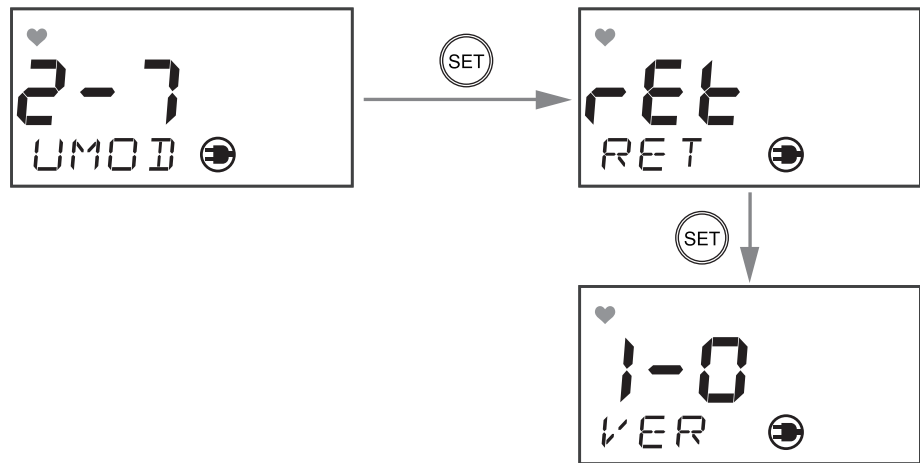 2-7
UMOD
SET
rEt
RET
SET
1-0
VER